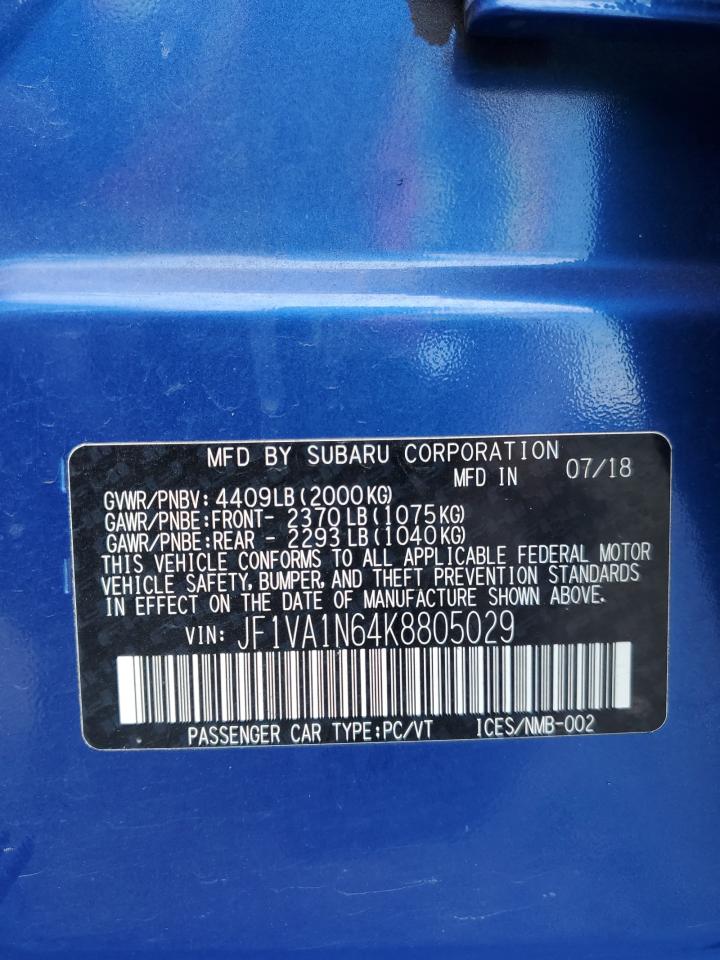 MFD BY SUBARU CORPORATION
MFD IN 07/18
GVWR/PNBV: 4409LB(2000KG)
GAWR/PNBE:FRONT- 2370LB(1075KG)
GAWR/PNBE:REAR - 2293LB(1040KG)
THIS VEHICLE CONFORMS TO ALL APPLICABLE FEDERAL MOTOR
VEHICLE SAFETY, BUMPER, AND THEFT PREVENTION STANDARDS
IN EFFECT ON THE DATE OF MANUFACTURE SHOWN ABOVE.
VIN: JF1VA1N64K8805029
PASSENGER CAR TYPE:PC/VT ICES/NMB-002